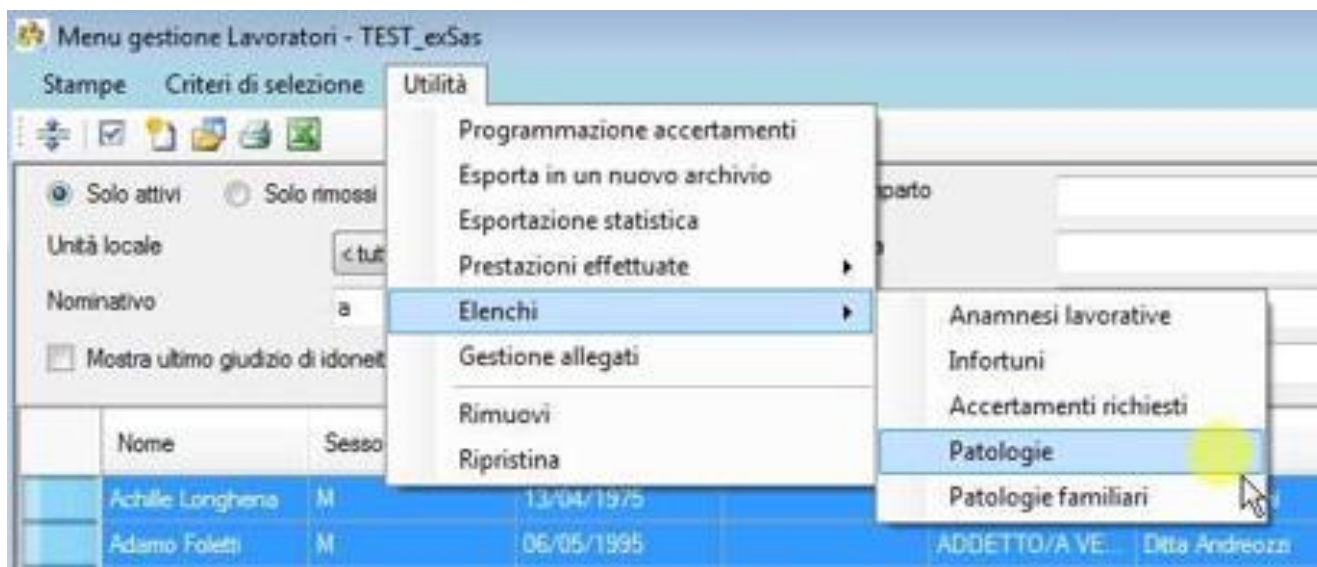 Menu gestione Lavoratori - TEST_exSas
Stampe Criteri di selezione Utilità
Programmazione accertamenti
Esporta in un nuovo archivio
Esportazione statistica
Prestazioni effettuate
Elenchi
Gestione allegati
Rimuovi
Ripristina
Anamnesi lavorative
Infortuni
Accertamenti richiesti
Patologie
Patologie familiari
Solo attivi Solo rimossi
Unità locale < tut
Nominativo a
Mostra ultimo giudizio di idoneit
Nome Sesso
Achille Longhena M 13/04/1975
Adamo Foletti M 06/05/1995 ADDETTO/A VE... Ditta Andreozzi